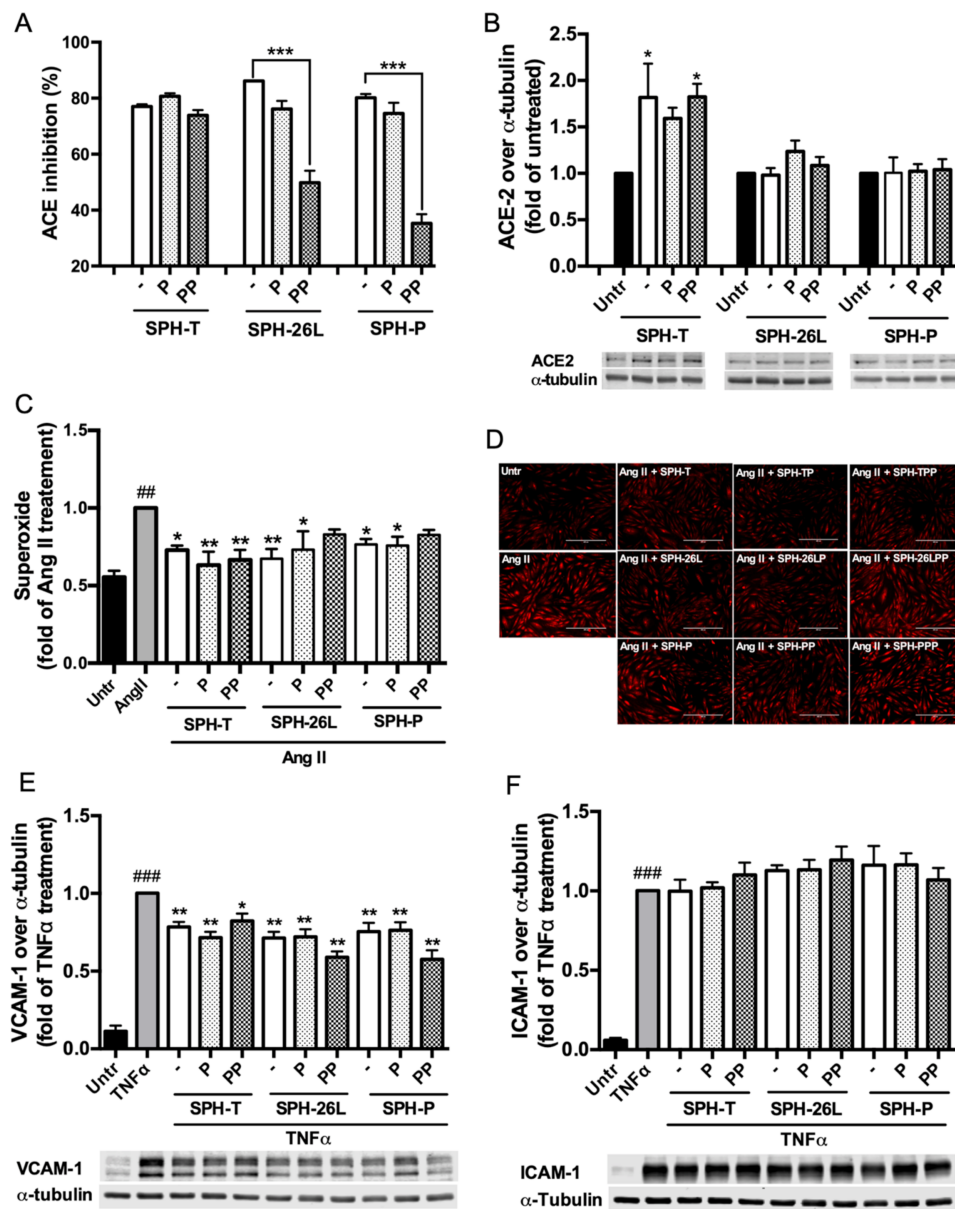 A
ACE inhibition (%)
100
80
60
40
20
***
***
- P PP - P PP - P PP
SPH-T SPH-26L SPH-P
B
ACE-2 over α-tubulin
(fold of untreated)
2.5
2.0
1.5
1.0
0.5
0.0
* *
Untr - P PP Untr - P PP Untr - P PP
SPH-T SPH-26L SPH-P
ACE2
α-tubulin
C
Superoxide
(fold of Ang II treatement)
1.5
1.0
0.5
0.0
##
* ** ** ** * * *
Untr AngII - P PP - P PP - P PP
SPH-T SPH-26L SPH-P
Ang II
D
Untr Ang II + SPH-T Ang II + SPH-TP Ang II + SPH-TPP
Ang II Ang II + SPH-26L Ang II + SPH-26LP Ang II + SPH-26LPP
Ang II + SPH-P Ang II + SPH-PP Ang II + SPH-PPP
E
VCAM-1 over α-tubulin
(fold of TNFα treatment)
1.5
1.0
0.5
0.0
###
** ** * ** ** ** ** ** **
Untr TNFα - P PP - P PP - P PP
SPH-T SPH-26L SPH-P
TNFα
VCAM-1
α-tubulin
F
ICAM-1 over α-tubulin
(fold of TNFα treatment)
1.5
1.0
0.5
0.0
###
Untr TNFα - P PP - P PP - P PP
SPH-T SPH-26L SPH-P
TNFα
ICAM-1
α-Tubulin